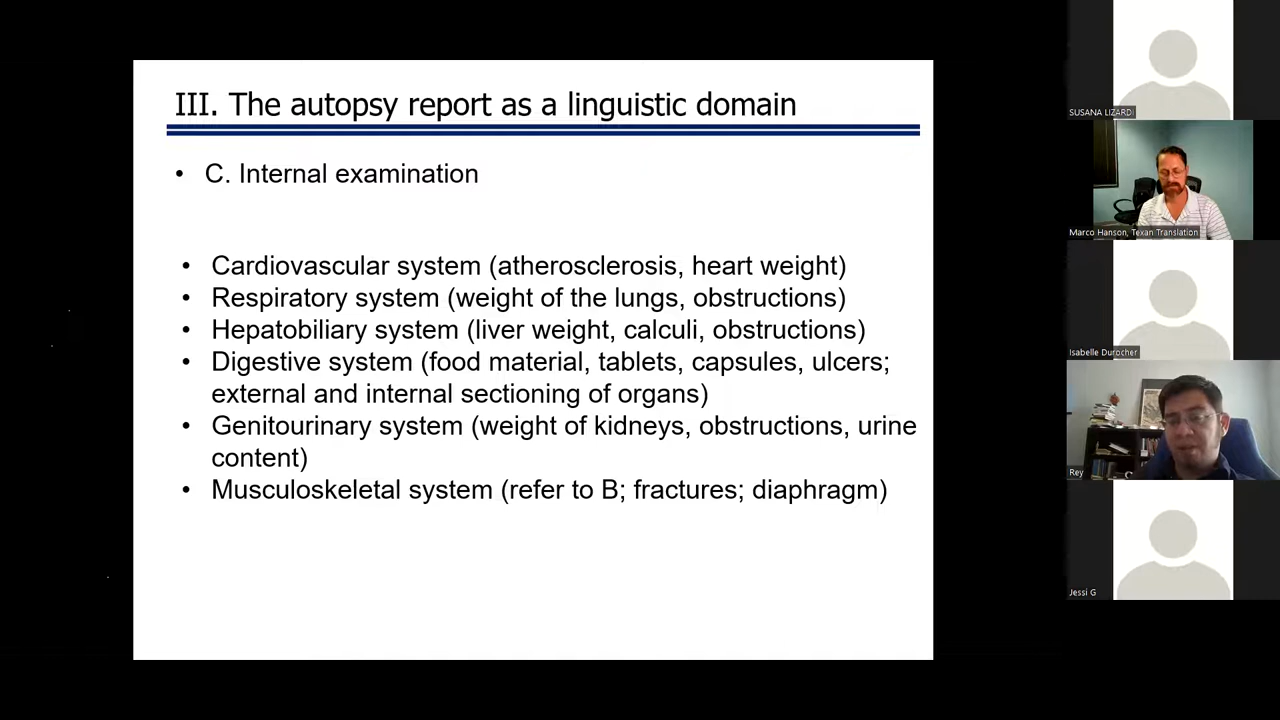 III. The autopsy report as a linguistic domain
• C. Internal examination
• Cardiovascular system (atherosclerosis, heart weight)
• Respiratory system (weight of the lungs, obstructions)
• Hepatobiliary system (liver weight, calculi, obstructions)
• Digestive system (food material, tablets, capsules, ulcers;
external and internal sectioning of organs)
• Genitourinary system (weight of kidneys, obstructions, urine
content)
• Musculoskeletal system (refer to B; fractures; diaphragm)
SUSANA LIZARDI
Marco Hanson, Texan Translation
Isabelle Durocher
Rey
Jessi G